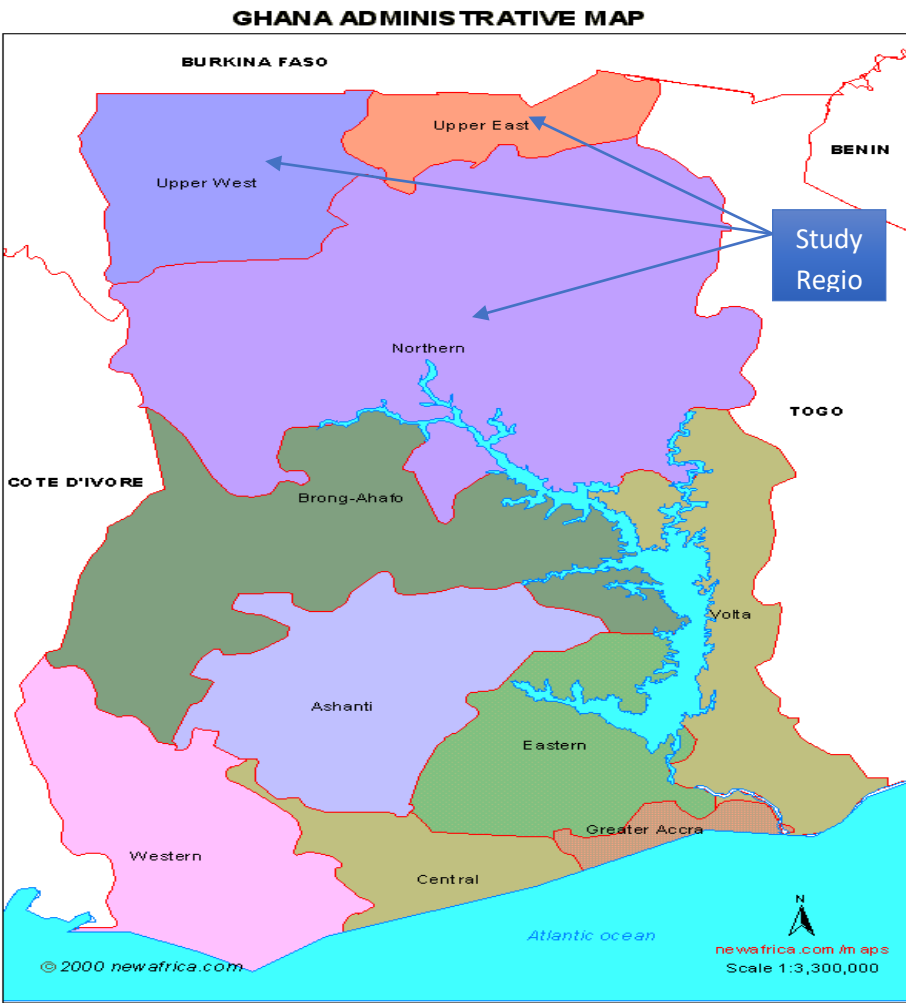 GHANA ADMINISTRATIVE MAP
BURKINA FASO
Upper East
BENIN
Upper West
Study
Regio
Northern
TOGO
COTE D'IVORE
Brong-Ahafo
Volta
Ashanti
Eastern
Greater Accra
Western
Central
N
Atlantic ocean
newafrica.com/maps
© 2000 newafrica.com
Scale 1:3,300,000